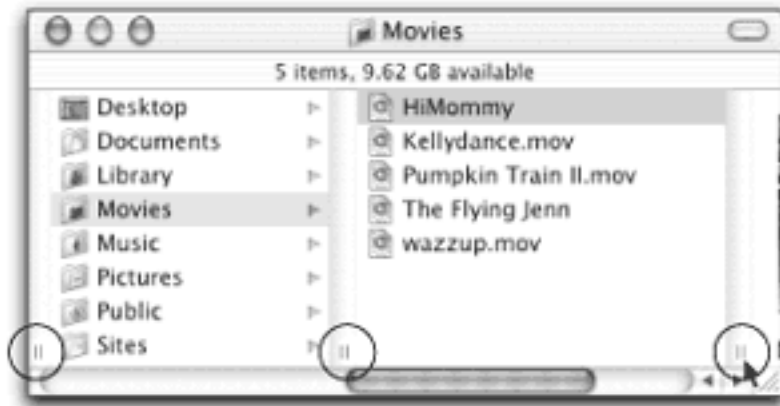 Movies
5 items, 9.62 GB available
Desktop
Documents
Library
Movies
Music
Pictures
Public
Sites
HiMommy
Kellydance.mov
Pumpkin Train II.mov
The Flying Jenn
wazzup.mov